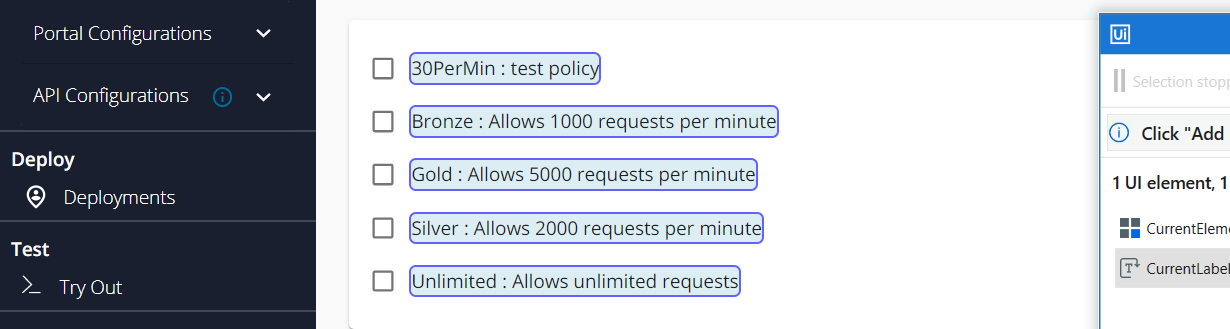 Portal Configurations
API Configurations
Deploy
Deployments
Test
Try Out
30PerMin : test policy
Bronze : Allows 1000 requests per minute
Gold : Allows 5000 requests per minute
Silver : Allows 2000 requests per minute
Unlimited : Allows unlimited requests
Ui
Selection stopp
Click "Add
1 UI element, 1
CurrentEleme
CurrentLabel